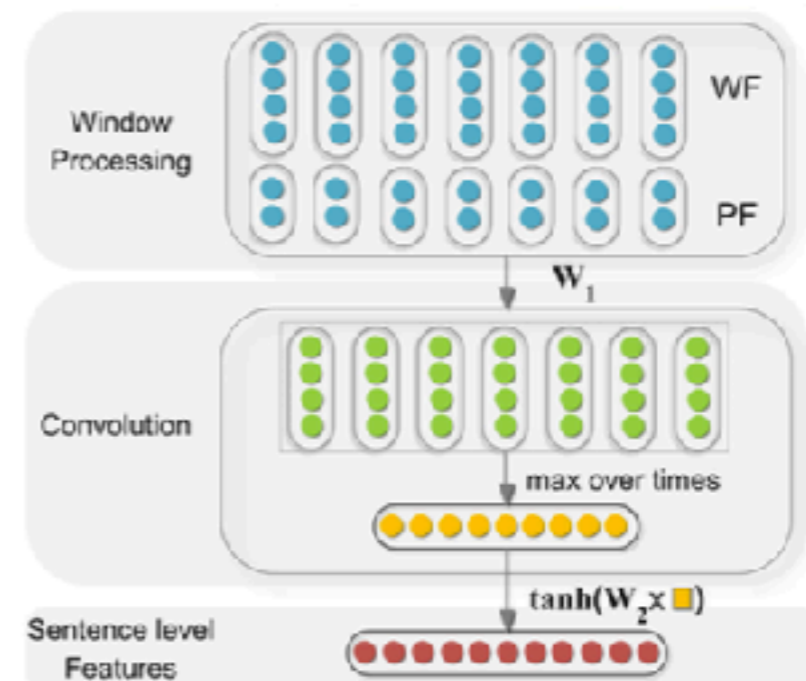 Window
Processing
WF
PF
W1
Convolution
max over times
tanh(W2x )
Sentence level
Features